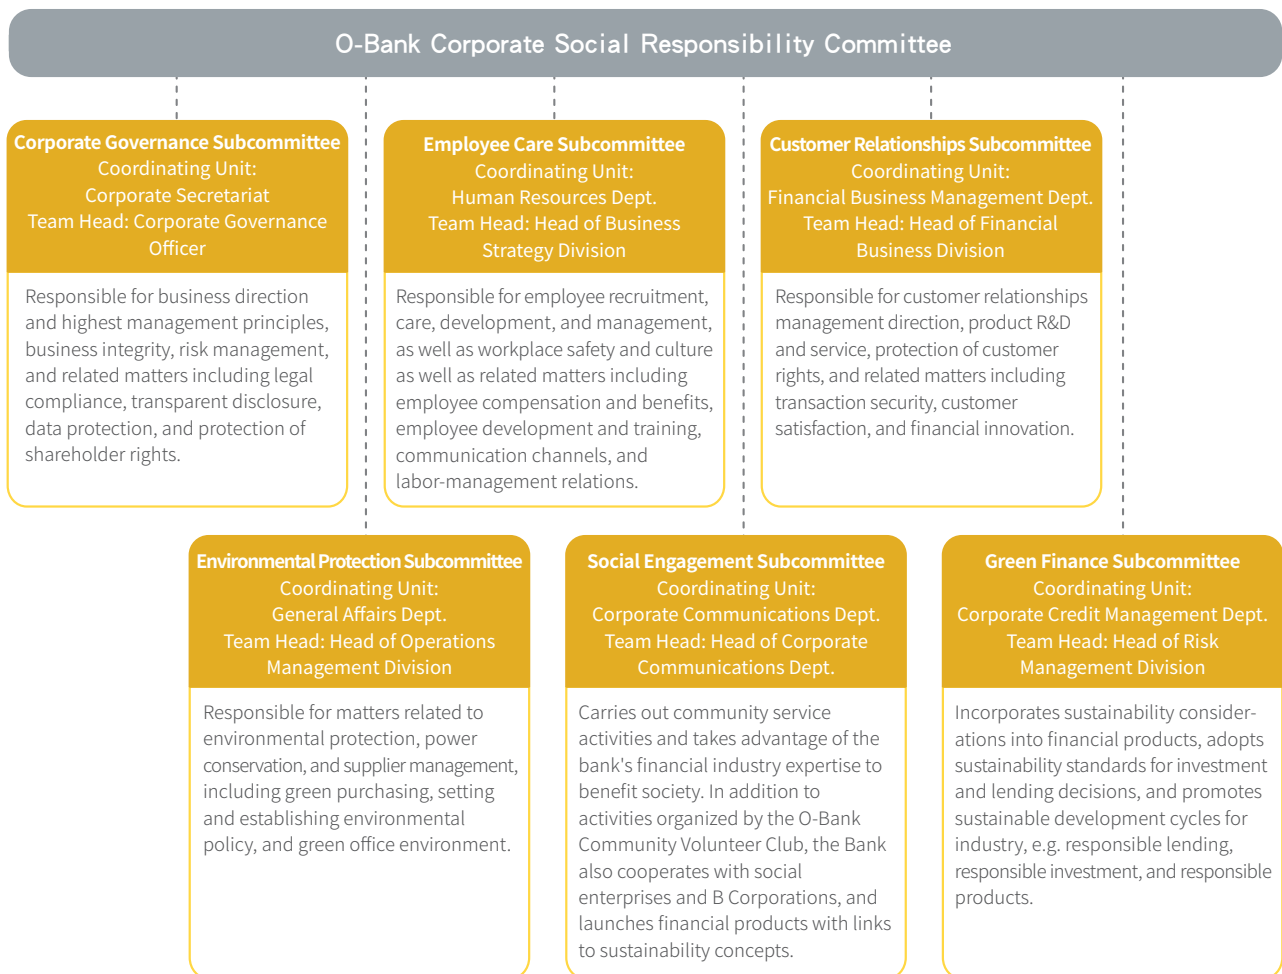 O-Bank Corporate Social Responsibility Committee
Corporate Governance Subcommittee
Coordinating Unit:
Corporate Secretariat
Team Head: Corporate Governance
Officer
Responsible for business direction
and highest management principles,
business integrity, risk management,
and related matters including legal
compliance, transparent disclosure,
data protection, and protection of
shareholder rights.
Employee Care Subcommittee
Coordinating Unit:
Human Resources Dept.
Team Head: Head of Business
Strategy Division
Responsible for employee recruitment,
care, development, and management,
as well as workplace safety and culture
as well as related matters including
employee compensation and benefits,
employee development and training,
communication channels, and
labor-management relations.
Customer Relationships Subcommittee
Coordinating Unit:
Financial Business Management Dept.
Team Head: Head of Financial
Business Division
Responsible for customer relationships
management direction, product R&D
and service, protection of customer
rights, and related matters including
transaction security, customer
satisfaction, and financial innovation.
Environmental Protection Subcommittee
Coordinating Unit:
General Affairs Dept.
Team Head: Head of Operations
Management Division
Responsible for matters related to
environmental protection, power
conservation, and supplier management,
including green purchasing, setting
and establishing environmental
policy, and green office environment.
Social Engagement Subcommittee
Coordinating Unit:
Corporate Communications Dept.
Team Head: Head of Corporate
Communications Dept.
Carries out community service
activities and takes advantage of the
bank's financial industry expertise to
benefit society. In addition to
activities organized by the O-Bank
Community Volunteer Club, the Bank
also cooperates with social
enterprises and B Corporations, and
launches financial products with links
to sustainability concepts.
Green Finance Subcommittee
Coordinating Unit:
Corporate Credit Management Dept.
Team Head: Head of Risk
Management Division
Incorporates sustainability consider-
ations into financial products, adopts
sustainability standards for investment
and lending decisions, and promotes
sustainable development cycles for
industry, e.g. responsible lending,
responsible investment, and responsible
products.